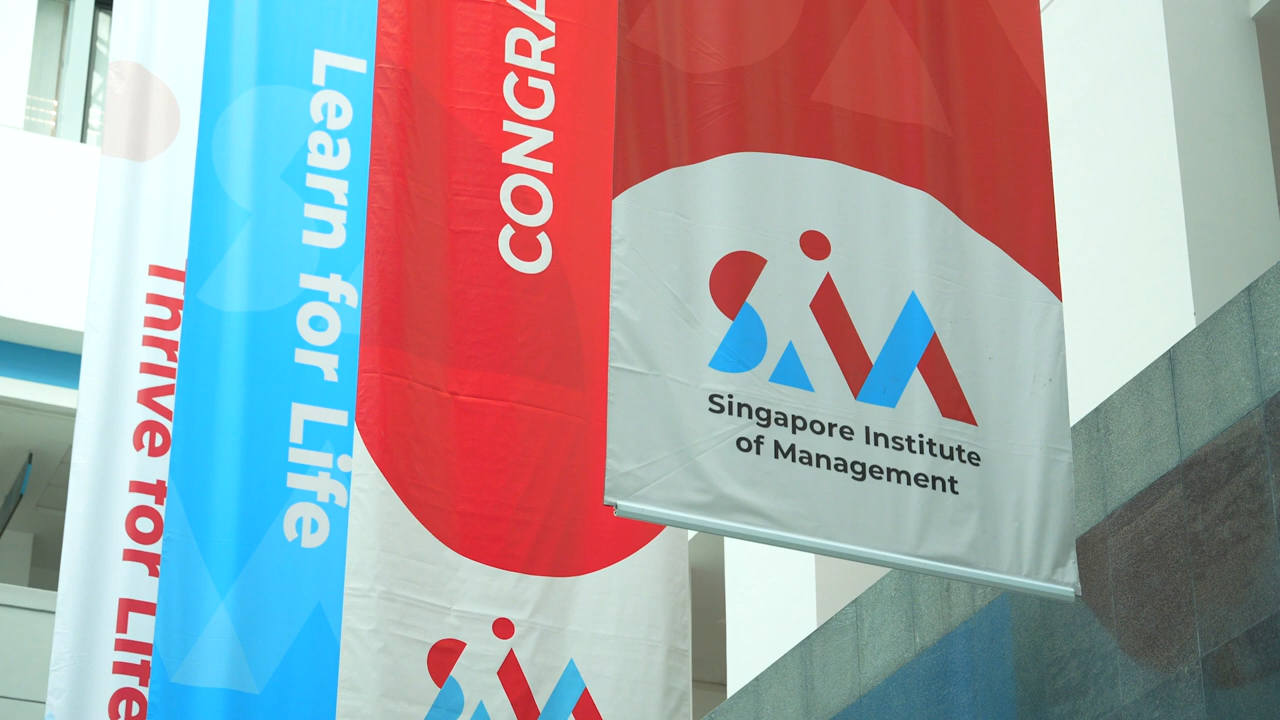 Thrive for Life
Learn for Life
CONGRA
SiM
Singapore Institute
of Management
SiM